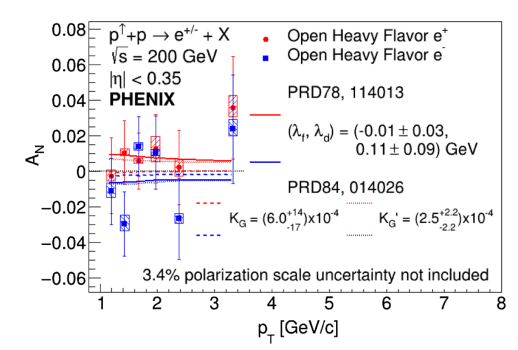 p↑+p → e+/- + X
√s = 200 GeV
|η| < 0.35
PHENIX
Open Heavy Flavor e+
Open Heavy Flavor e-
PRD78, 114013
(λf, λd) = (-0.01 ± 0.03,
0.11 ± 0.09) GeV
PRD84, 014026
KG = (6.0+14-17)x10-4
KG' = (2.5+2.2-2.2)x10-4
3.4% polarization scale uncertainty not included
AN
0.08
0.06
0.04
0.02
0
−0.02
−0.04
−0.06
1 2 3 4 5 6 7 8
pT [GeV/c]